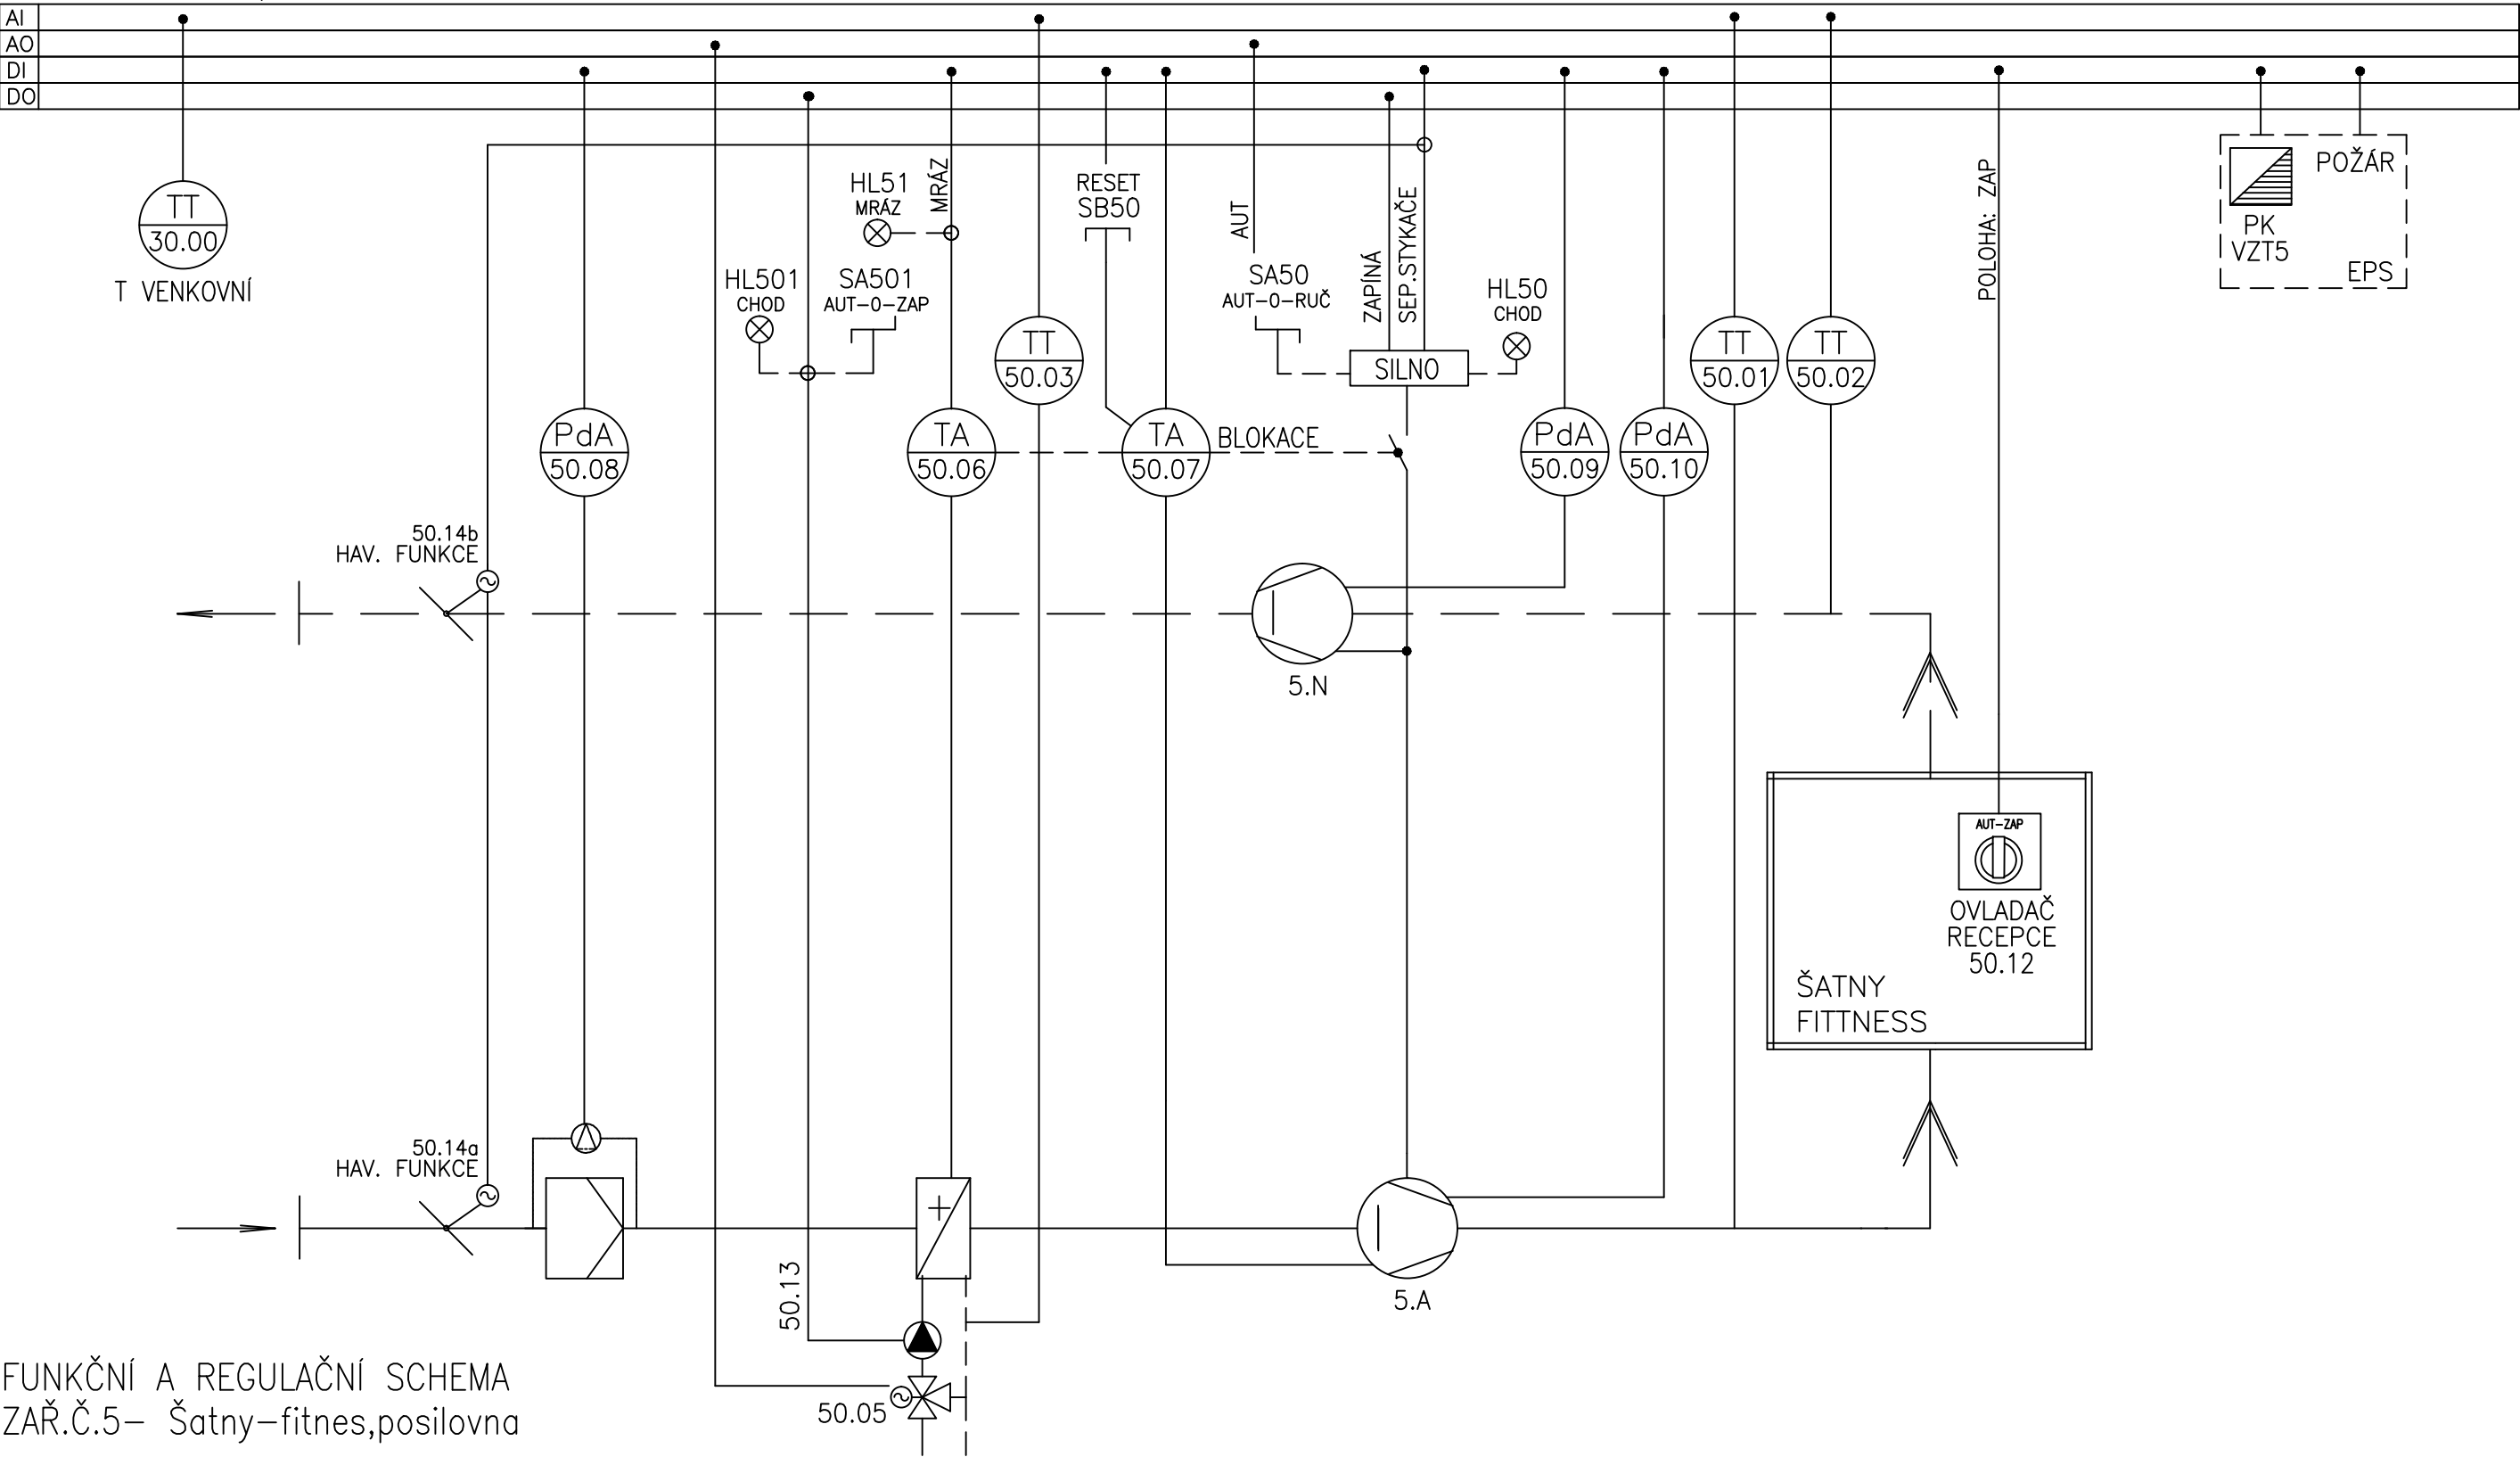 AI
AO
DI
DO
TT
30.00
T VENKOVNÍ
HL51
MRÁZ
MRÁZ
HL501
CHOD
SA501
AUT-0-ZAP
RESET
SB50
AUT
SA50
AUT-0-RUČ
ZAPÍNÁ
SEP.STYKAČE
HL50
CHOD
SILNO
POLOHA: ZAP
POŽÁR
PK
VZT5
EPS
TT
50.03
TT
50.01
TT
50.02
PdA
50.08
TA
50.06
TA
50.07
BLOKACE
PdA
50.09
PdA
50.10
50.14b
HAV. FUNKCE
5.N
AUT-ZAP
OVLADAČ
RECEPCE
50.12
ŠATNY
FITTNESS
50.14a
HAV. FUNKCE
50.13
5.A
50.05
FUNKČNÍ A REGULAČNÍ SCHEMA
ZAŘ.Č.5- Šatny-fitnes,posilovna